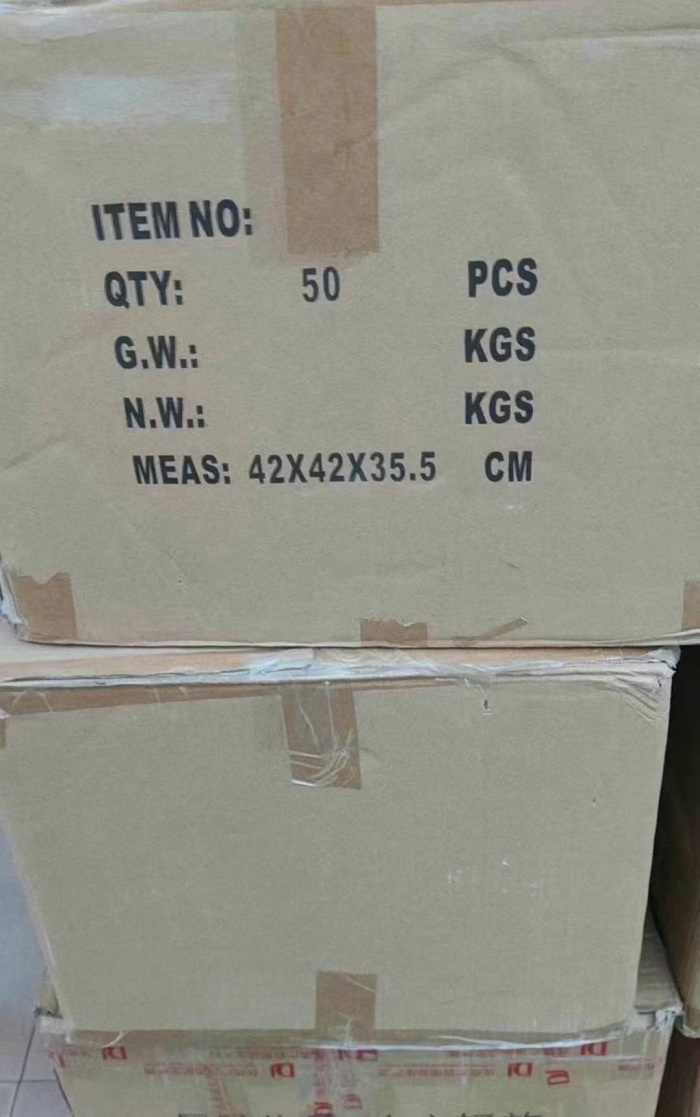 ITEM NO:
QTY: 50 PCS
G.W.: KGS
N.W.: KGS
MEAS: 42X42X35.5 CM